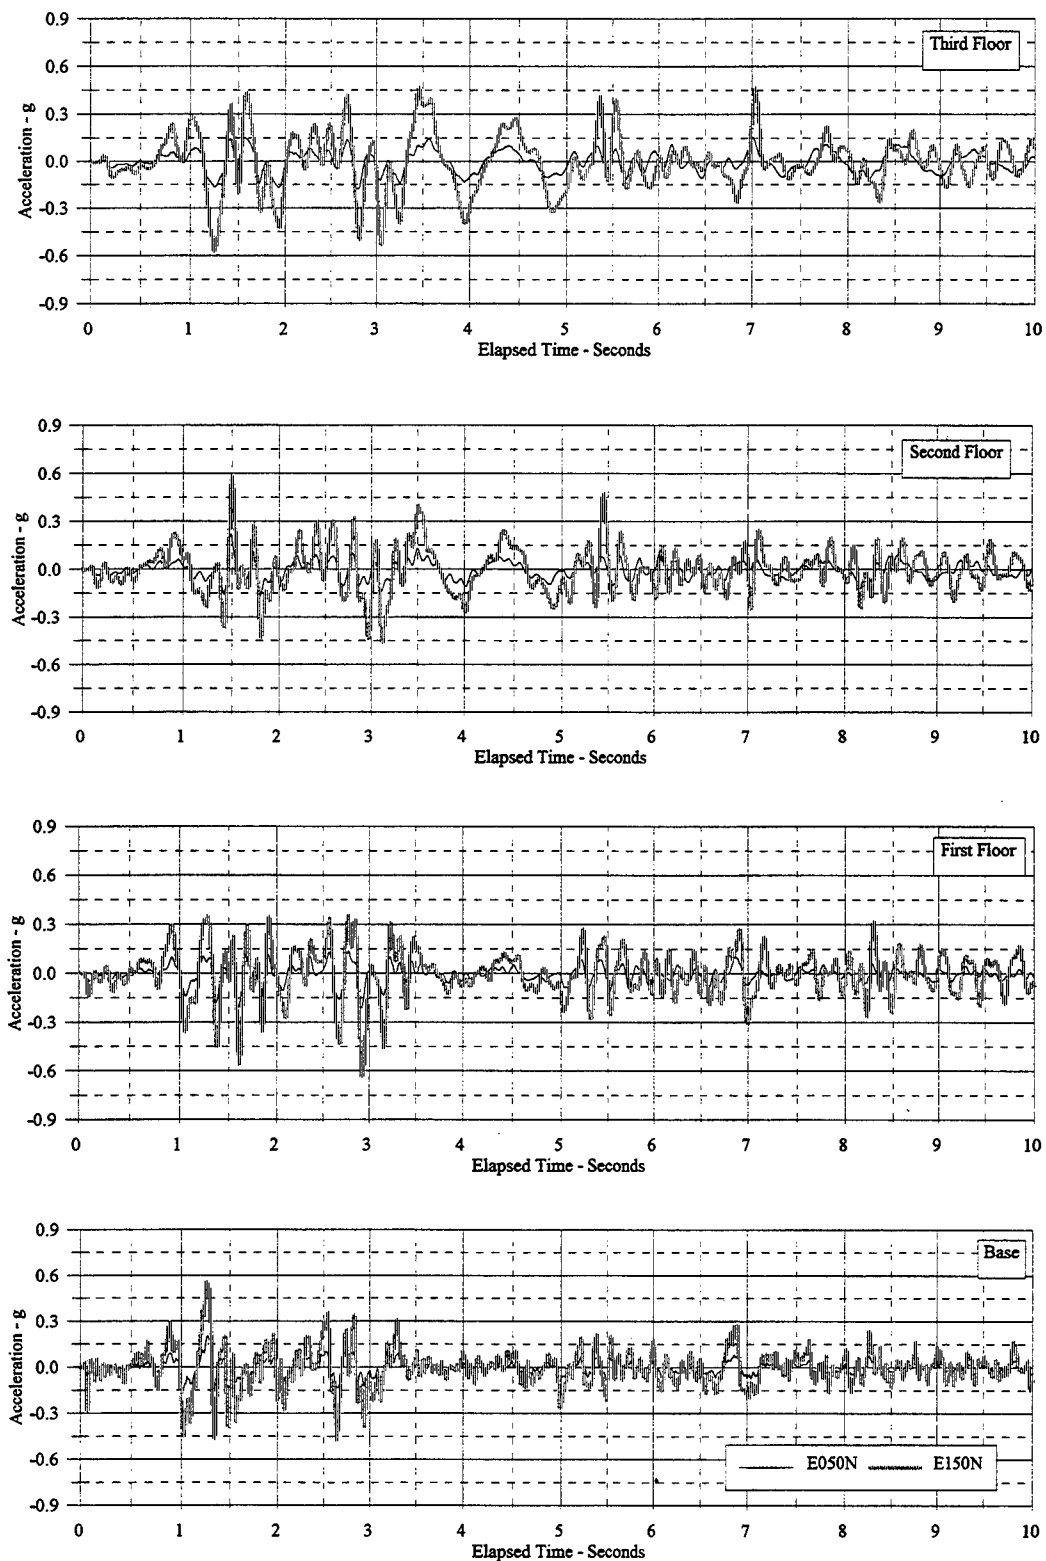 0.9
Third Floor
0.6
0.3
0.0
-0.3
-0.6
-0.9
Acceleration - g
0 1 2 3 4 5 6 7 8 9 10
Elapsed Time - Seconds
0.9
Second Floor
0.6
0.3
0.0
-0.3
-0.6
-0.9
Acceleration - g
0 1 2 3 4 5 6 7 8 9 10
Elapsed Time - Seconds
0.9
First Floor
0.6
0.3
0.0
-0.3
-0.6
-0.9
Acceleration - g
0 1 2 3 4 5 6 7 8 9 10
Elapsed Time - Seconds
0.9
Base
0.6
0.3
0.0
-0.3
-0.6
-0.9
Acceleration - g
E050N E150N
0 1 2 3 4 5 6 7 8 9 10
Elapsed Time - Seconds